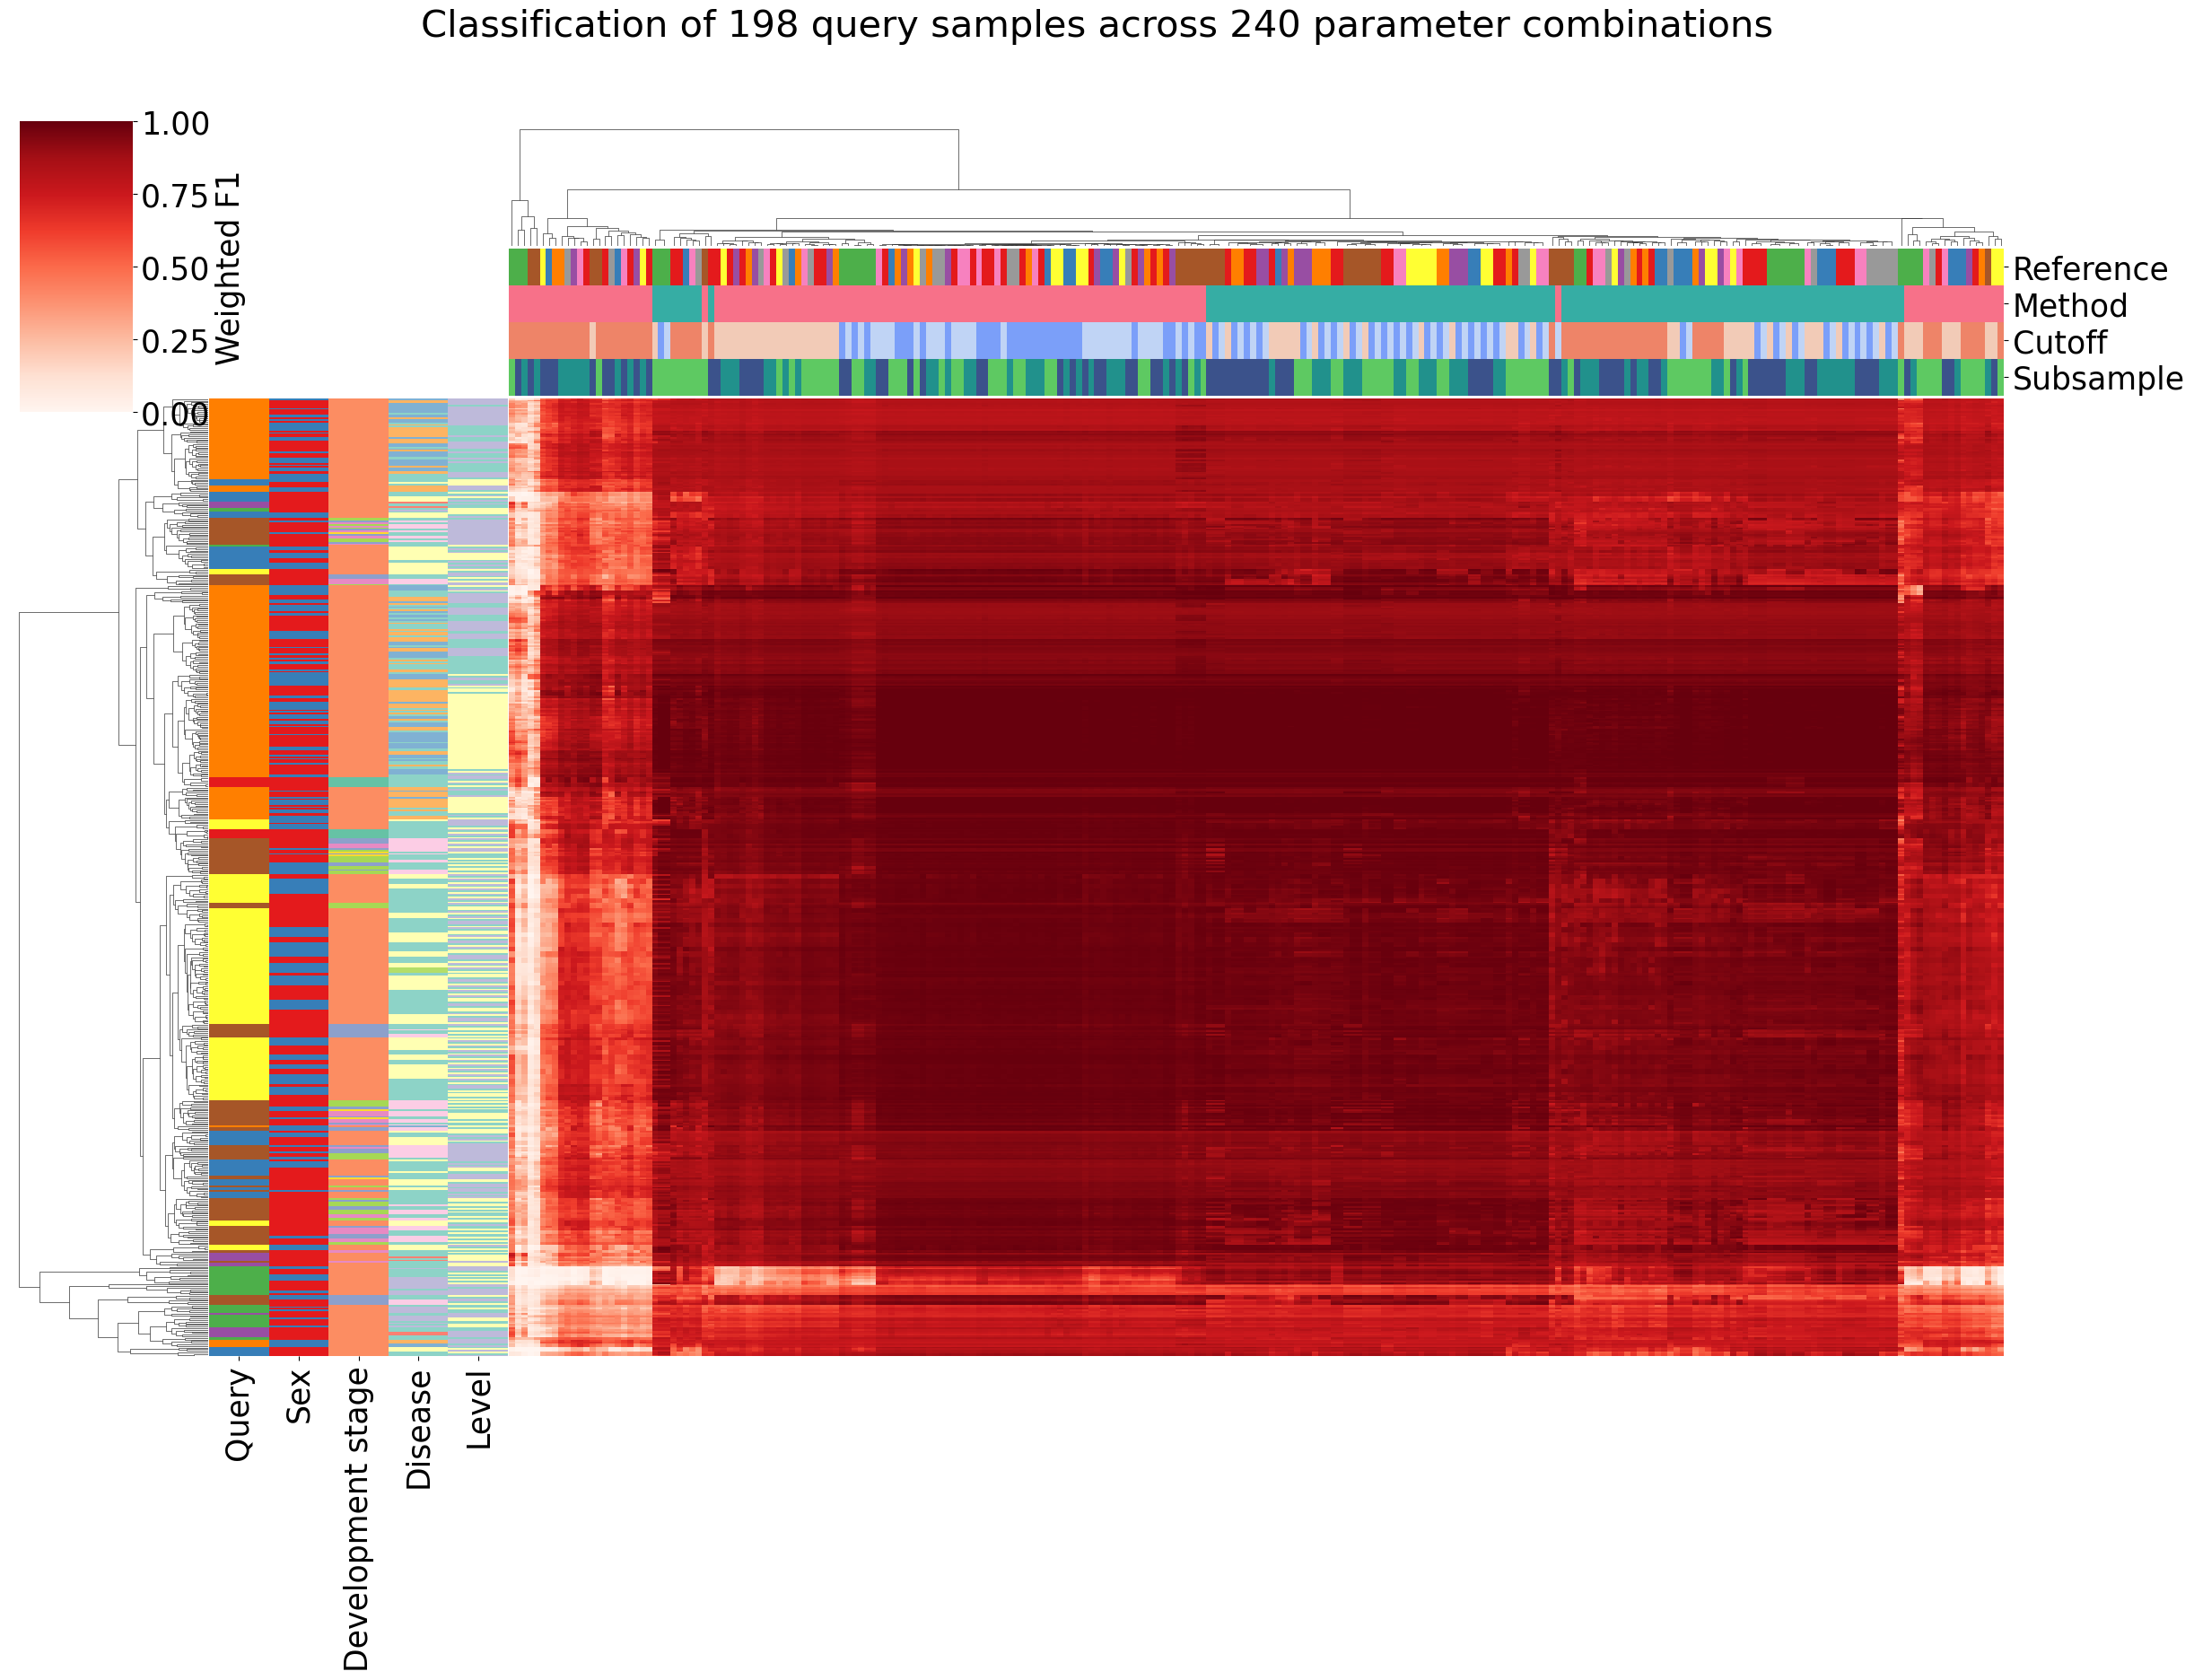 Classification of 198 query samples across 240 parameter combinations
1.00
0.75
0.50
0.25
0.00
Weighted F1
Reference
Method
Cutoff
Subsample
Query
Sex
Development stage
Disease
Level